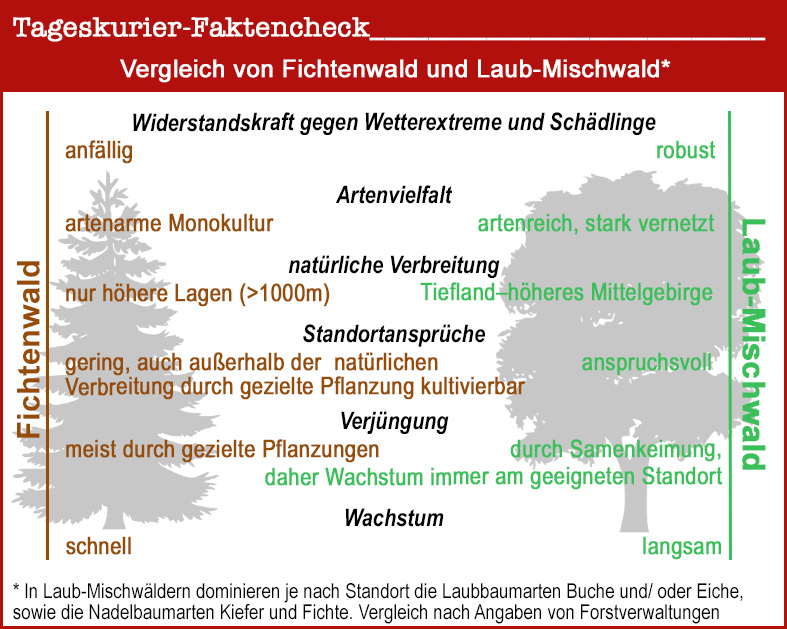 Tageskurier-Faktencheck___________________________
Vergleich von Fichtenwald und Laub-Mischwald*
Widerstandskraft gegen Wetterextreme und Schädlinge
anfällig
robust
Artenvielfalt
artenarme Monokultur
artenreich, stark vernetzt
natürliche Verbreitung
nur höhere Lagen (>1000m)
Tiefland–höheres Mittelgebirge
Standortansprüche
gering, auch außerhalb der natürlichen
Verbreitung durch gezielte Pflanzung kultivierbar
anspruchsvoll
Verjüngung
meist durch gezielte Pflanzungen
durch Samenkeimung,
daher Wachstum immer am geeigneten Standort
Wachstum
schnell
langsam
Fichtenwald
Laub-Mischwald
* In Laub-Mischwäldern dominieren je nach Standort die Laubbaumarten Buche und/ oder Eiche,
sowie die Nadelbaumarten Kiefer und Fichte. Vergleich nach Angaben von Forstverwaltungen